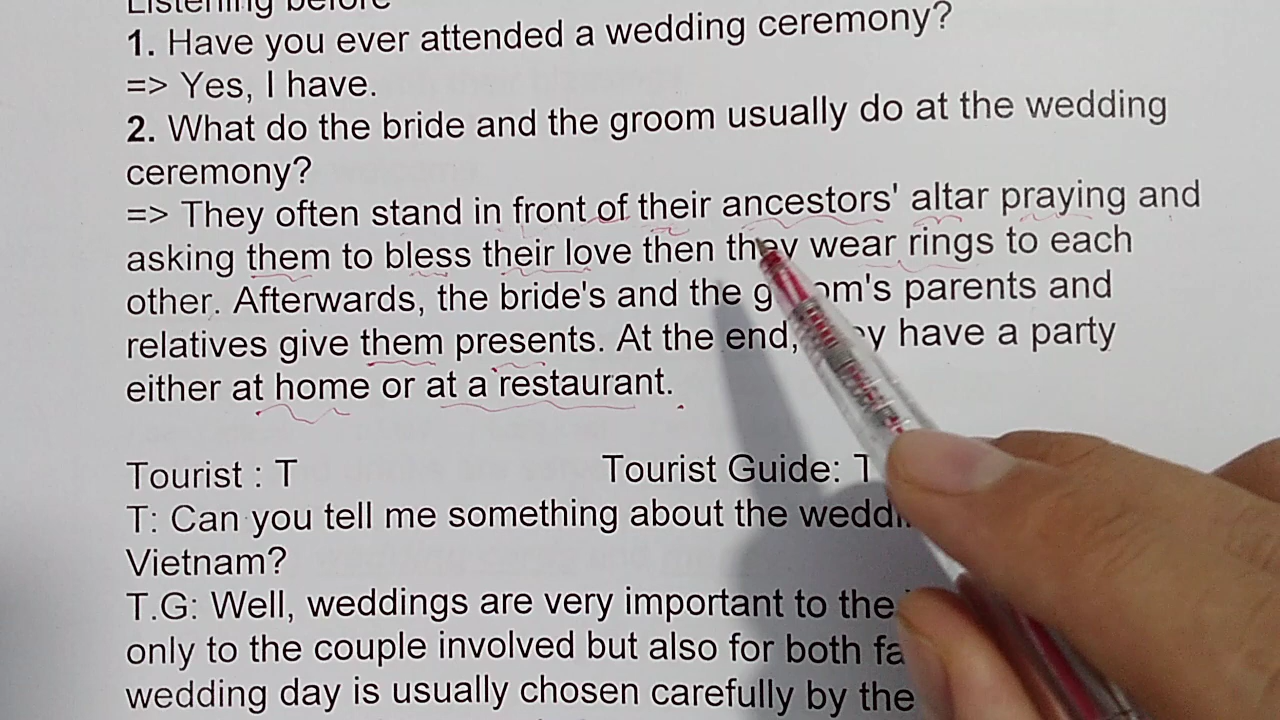 Listening before
1. Have you ever attended a wedding ceremony?
=> Yes, I have.
2. What do the bride and the groom usually do at the wedding
ceremony?
=> They often stand in front of their ancestors' altar praying and
asking them to bless their love then they wear rings to each
other. Afterwards, the bride's and the parents and
relatives give them presents. At the end, have a party
either at home or at a restaurant.
Tourist : T Tourist Guide:
T: Can you tell me something about the
Vietnam?
T.G: Well, weddings are very important to the
only to the couple involved but also for both
wedding day is usually chosen carefully by the